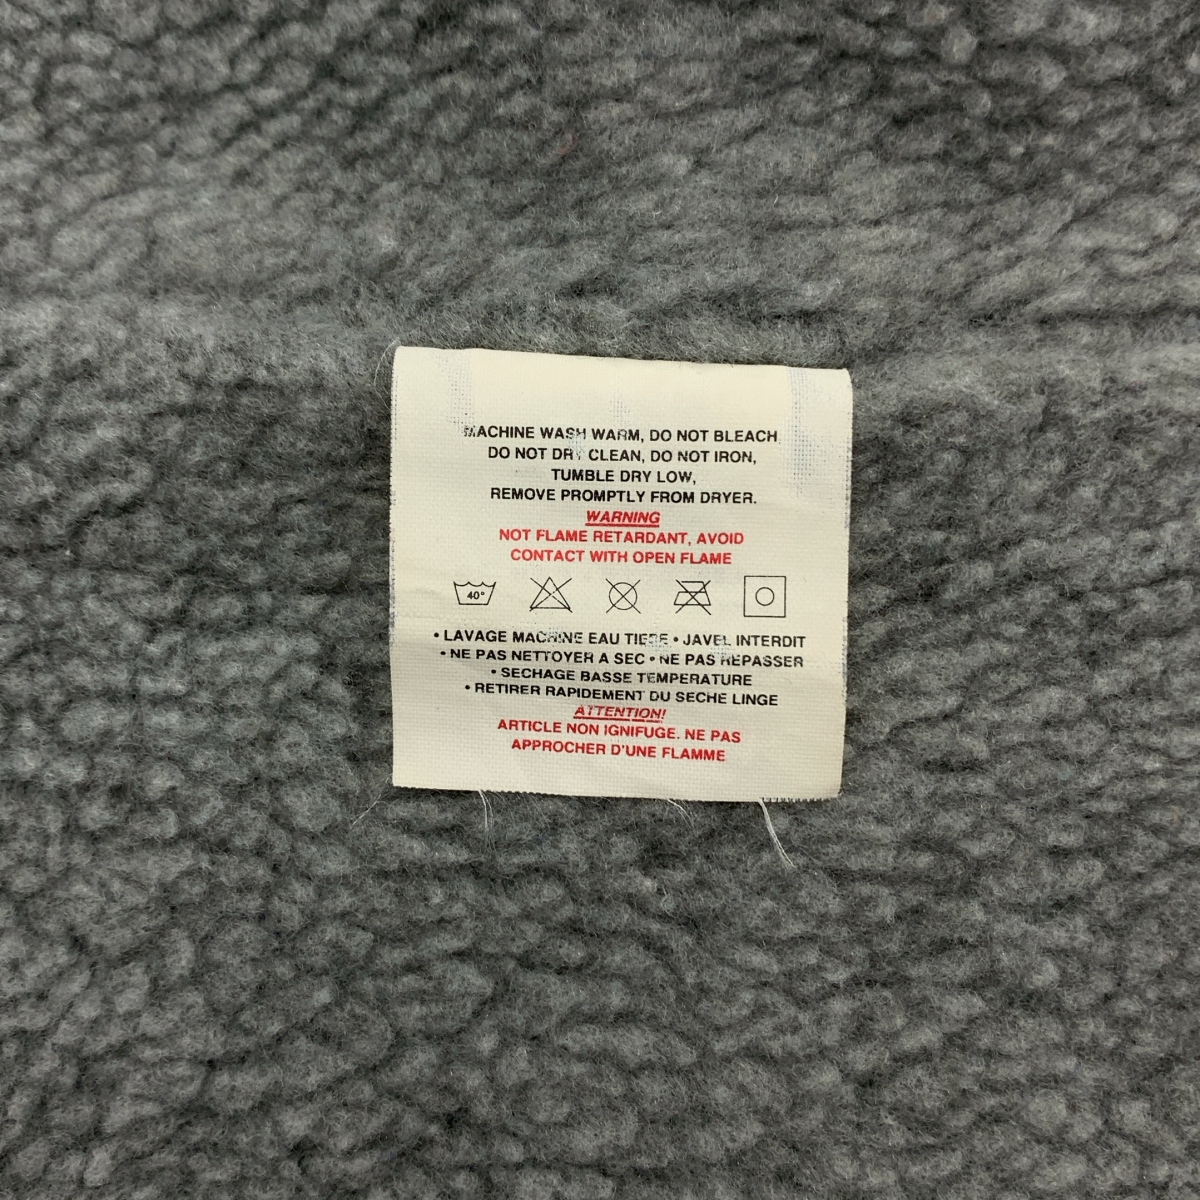 MACHINE WASH WARM, DO NOT BLEACH
DO NOT DRY CLEAN, DO NOT IRON,
TUMBLE DRY LOW,
REMOVE PROMPTLY FROM DRYER.
WARNING
NOT FLAME RETARDANT, AVOID
CONTACT WITH OPEN FLAME
40°
• LAVAGE MACHINE EAU TIEDE • JAVEL INTERDIT
• NE PAS NETTOYER A SEC • NE PAS REPASSER
• SECHAGE BASSE TEMPERATURE
• RETIRER RAPIDEMENT DU SECHE LINGE
ATTENTION!
ARTICLE NON IGNIFUGE. NE PAS
APPROCHER D'UNE FLAMME